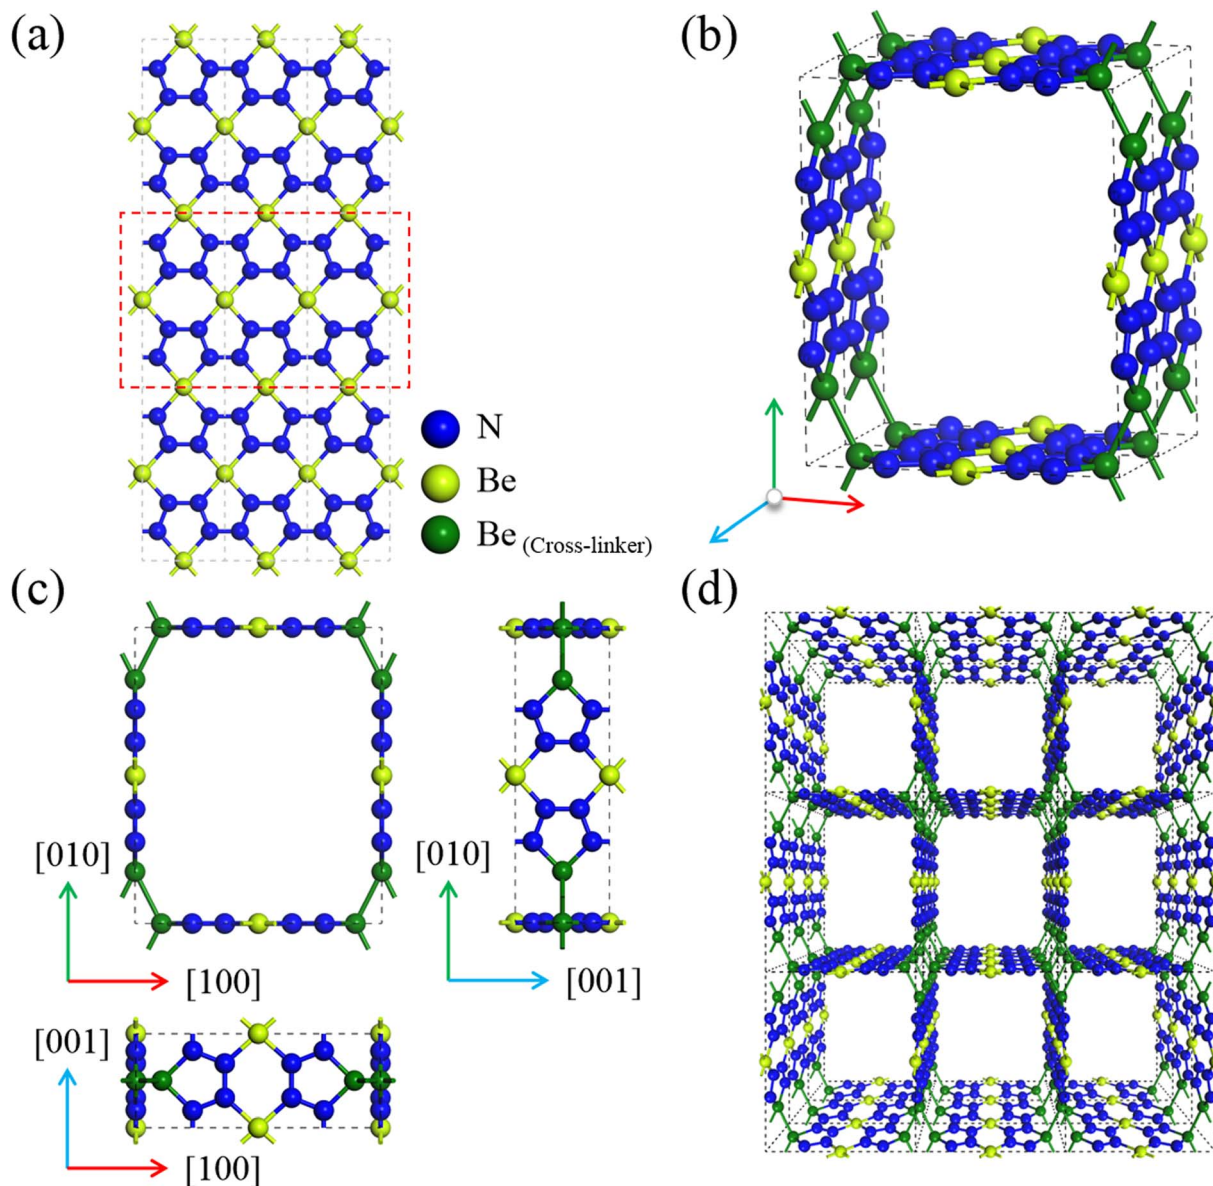 (a)
(b)
N
Be
Be (Cross-linker)
(c)
(d)
[010]
[100]
[010]
[001]
[001]
[100]